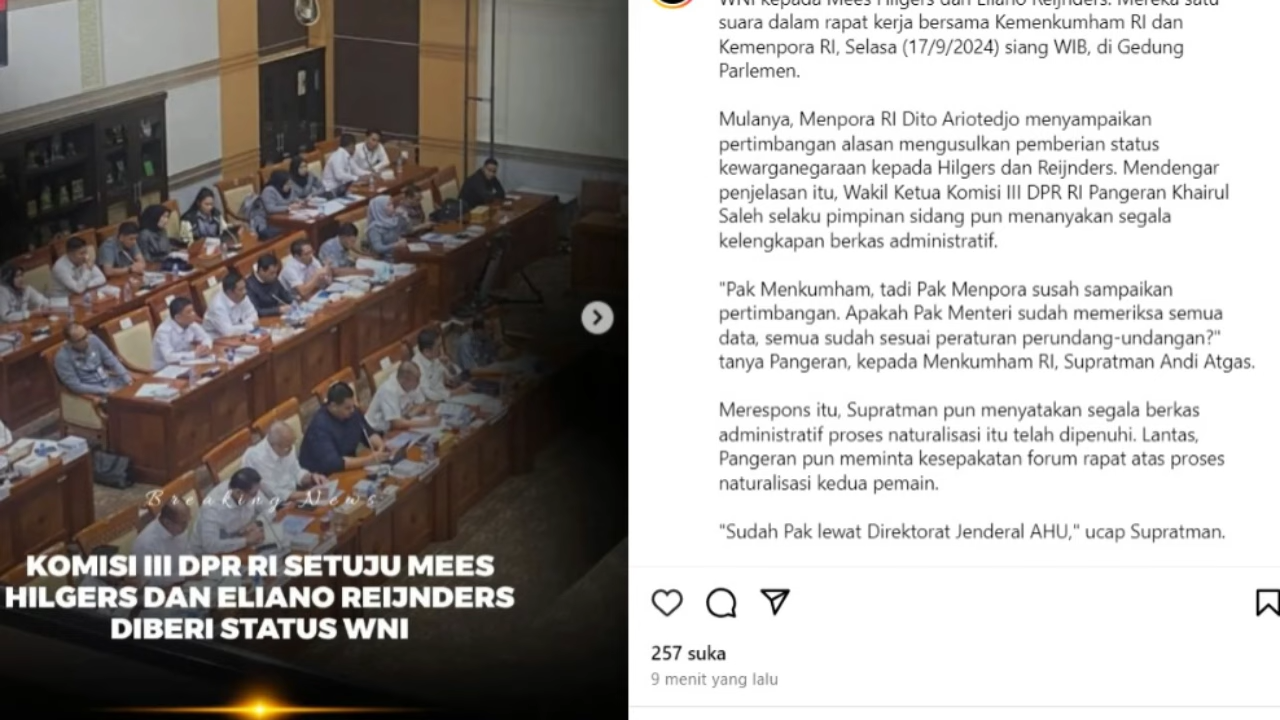 Breaking News
KOMISI III DPR RI SETUJU MEES
HILGERS DAN ELIANO REIJNDERS
DIBERI STATUS WNI
WNI kepada Mees Hilgers dan Eliano Reijnders. Mereka satu
suara dalam rapat kerja bersama Kemenkumham RI dan
Kemenpora RI, Selasa (17/9/2024) siang WIB, di Gedung
Parlemen.
Mulanya, Menpora RI Dito Ariotedjo menyampaikan
pertimbangan alasan mengusulkan pemberian status
kewarganegaraan kepada Hilgers dan Reijnders. Mendengar
penjelasan itu, Wakil Ketua Komisi III DPR RI Pangeran Khairul
Saleh selaku pimpinan sidang pun menanyakan segala
kelengkapan berkas administratif.
"Pak Menkumham, tadi Pak Menpora susah sampaikan
pertimbangan. Apakah Pak Menteri sudah memeriksa semua
data, semua sudah sesuai peraturan perundang-undangan?"
tanya Pangeran, kepada Menkumham RI, Supratman Andi Atgas.
Merespons itu, Supratman pun menyatakan segala berkas
administratif proses naturalisasi itu telah dipenuhi. Lantas,
Pangeran pun meminta kesepakatan forum rapat atas proses
naturalisasi kedua pemain.
"Sudah Pak lewat Direktorat Jenderal AHU," ucap Supratman.
257 suka
9 menit yang lalu